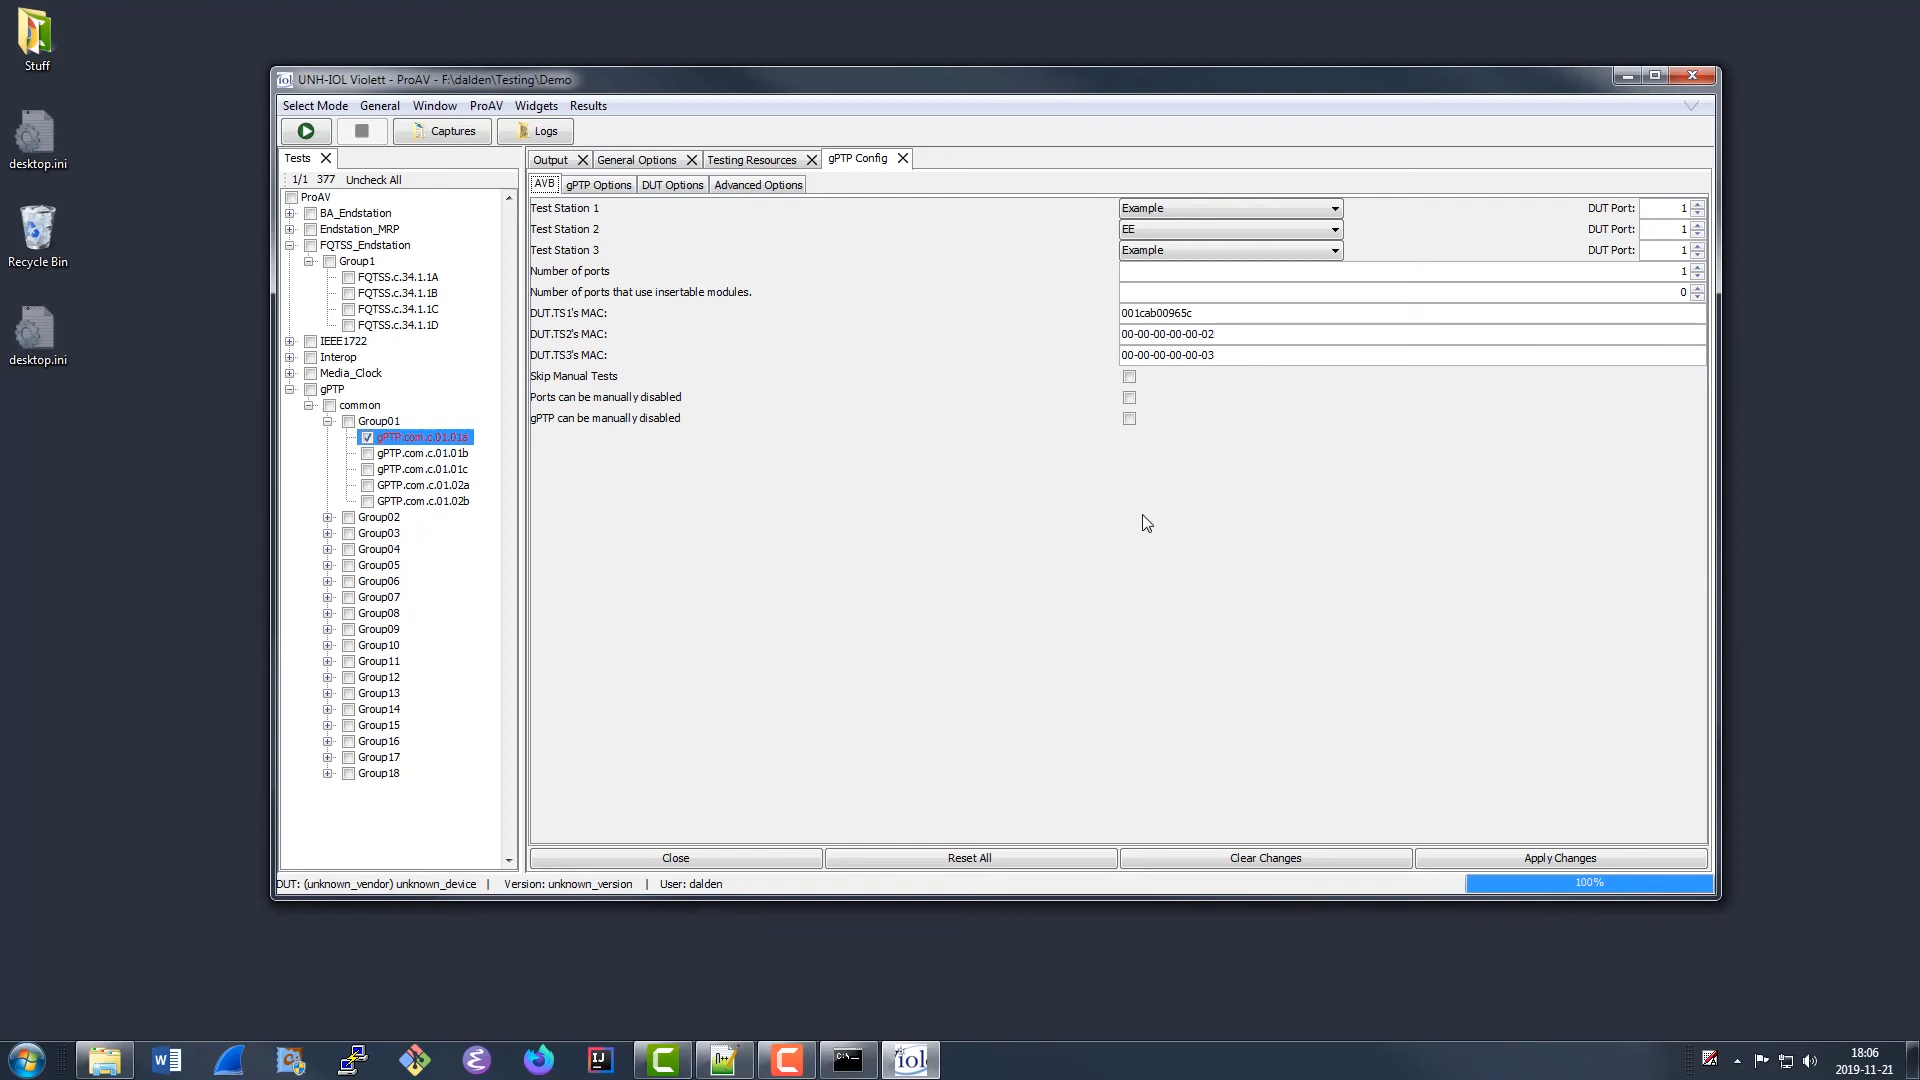 Stuff
desktop.ini
Recycle Bin
desktop.ini
iol UNH-IOL Violett - ProAV - F:\dalden\Testing\Demo
Select Mode General Window ProAV Widgets Results
Captures Logs
Tests
1/1 377 Uncheck All
ProAV
BA_Endstation
Endstation_MRP
FQTSS_Endstation
Group1
FQTSS.c.34.1.1A
FQTSS.c.34.1.1B
FQTSS.c.34.1.1C
FQTSS.c.34.1.1D
IEEE1722
Interop
Media_Clock
gPTP
common
Group01
gPTP.com.c.01.01a
gPTP.com.c.01.01b
gPTP.com.c.01.01c
GPTP.com.c.01.02a
GPTP.com.c.01.02b
Group02
Group03
Group04
Group05
Group06
Group07
Group08
Group09
Group10
Group11
Group12
Group13
Group14
Group15
Group16
Group17
Group18
Output General Options Testing Resources gPTP Config
AVB gPTP Options DUT Options Advanced Options
Test Station 1 Example DUT Port: 1
Test Station 2 EE DUT Port: 1
Test Station 3 Example DUT Port: 1
Number of ports 1
Number of ports that use insertable modules. 0
DUT.TS1's MAC: 001cab00965c
DUT.TS2's MAC: 00-00-00-00-00-02
DUT.TS3's MAC: 00-00-00-00-00-03
Skip Manual Tests
Ports can be manually disabled
gPTP can be manually disabled
Close Reset All Clear Changes Apply Changes
DUT: (unknown_vendor) unknown_device | Version: unknown_version | User: dalden 100%
iol
18:06
2019-11-21